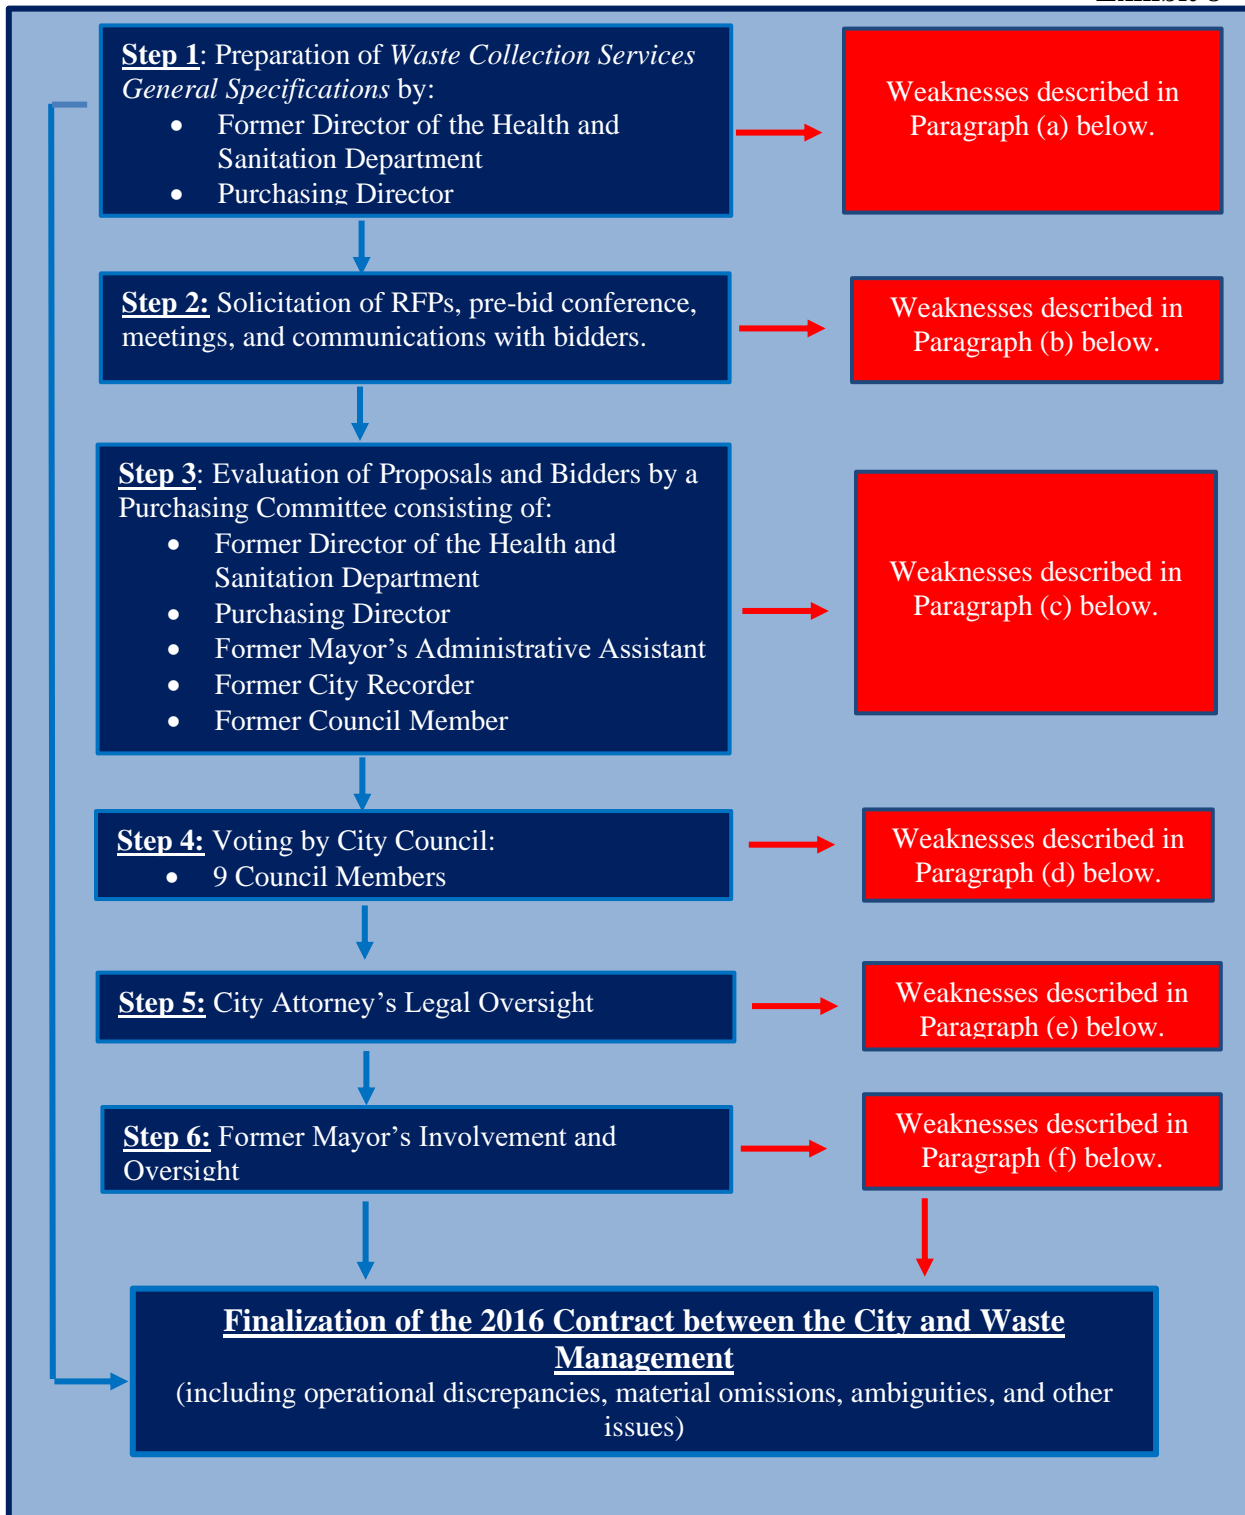 Step 1: Preparation of Waste Collection Services
General Specifications by:
• Former Director of the Health and
Sanitation Department
• Purchasing Director
Weaknesses described in
Paragraph (a) below.
Step 2: Solicitation of RFPs, pre-bid conference,
meetings, and communications with bidders.
Weaknesses described in
Paragraph (b) below.
Step 3: Evaluation of Proposals and Bidders by a
Purchasing Committee consisting of:
• Former Director of the Health and
Sanitation Department
• Purchasing Director
• Former Mayor’s Administrative Assistant
• Former City Recorder
• Former Council Member
Weaknesses described in
Paragraph (c) below.
Step 4: Voting by City Council:
• 9 Council Members
Weaknesses described in
Paragraph (d) below.
Step 5: City Attorney’s Legal Oversight
Weaknesses described in
Paragraph (e) below.
Step 6: Former Mayor’s Involvement and
Oversight
Weaknesses described in
Paragraph (f) below.
Finalization of the 2016 Contract between the City and Waste
Management
(including operational discrepancies, material omissions, ambiguities, and other
issues)